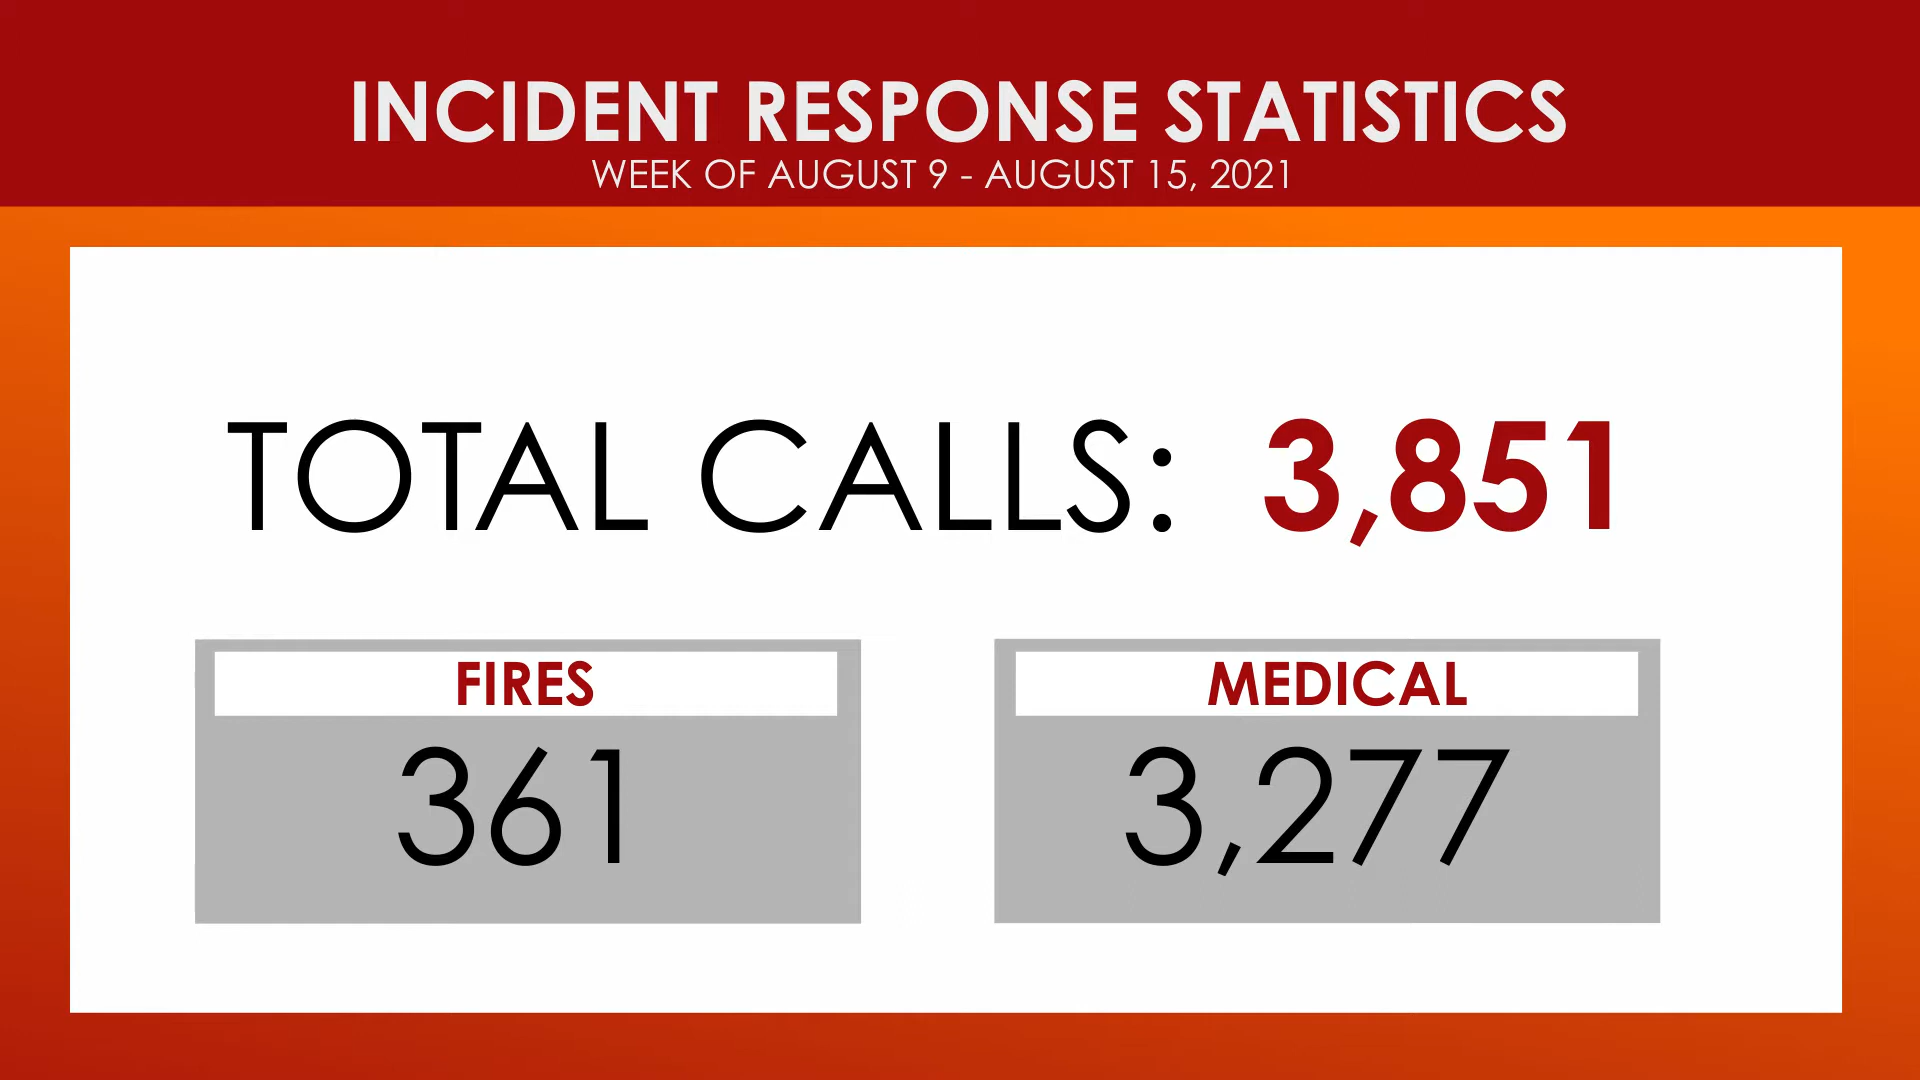 INCIDENT RESPONSE STATISTICS
WEEK OF AUGUST 9 - AUGUST 15, 2021
TOTAL CALLS: 3,851
FIRES
361
MEDICAL
3,277